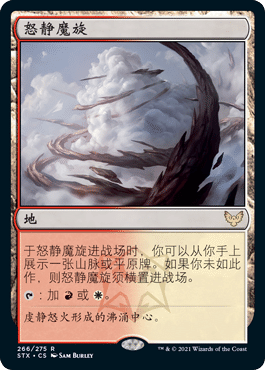 怒静魔旋
地
于怒静魔旋进战场时，你可以从你手上
展示一张山脉或平原牌。如果你未如此
作，则怒静魔旋须横置进战场。
：加或。
虔静怒火形成的沸涌中心。
266/275 R
STX • CS SAM BURLEY
™ & © 2021 Wizards of the Coast